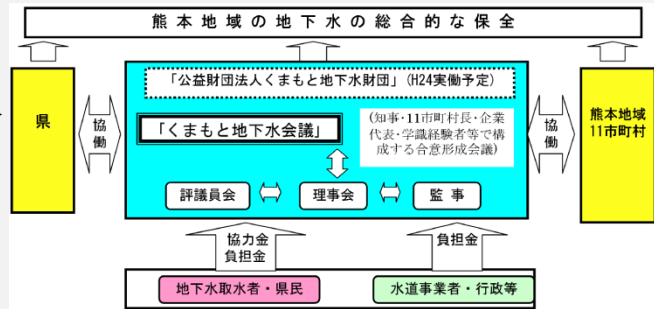 熊本地域の地下水の総合的な保全
「公益財団法人くまもと地下水財団」(H24実働予定)
県
協働
「くまもと地下水会議」
(知事・11市町村長・企業
代表・学識経験者等で構
成する合意形成会議)
協働
熊本地域
11市町村
評議員会
理事会
監事
協力金
負担金
負担金
地下水取水者・県民
水道事業者・行政等